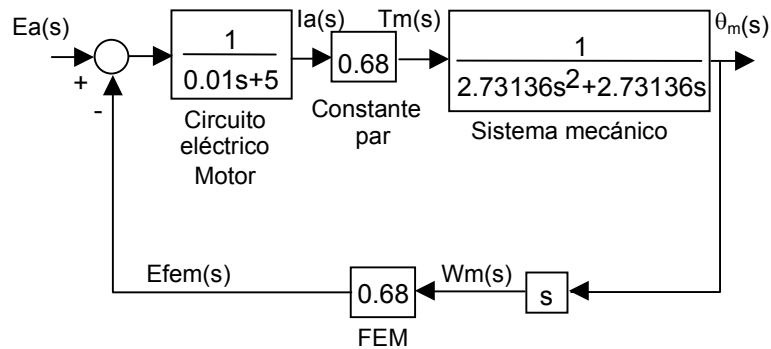 Ea(s)
+
-
1
0.01s+5
Circuito
eléctrico
Motor
Ia(s)
0.68
Constante
par
Tm(s)
1
2.73136s²+2.73136s
Sistema mecánico
θm(s)
Efem(s)
0.68
FEM
Wm(s)
s